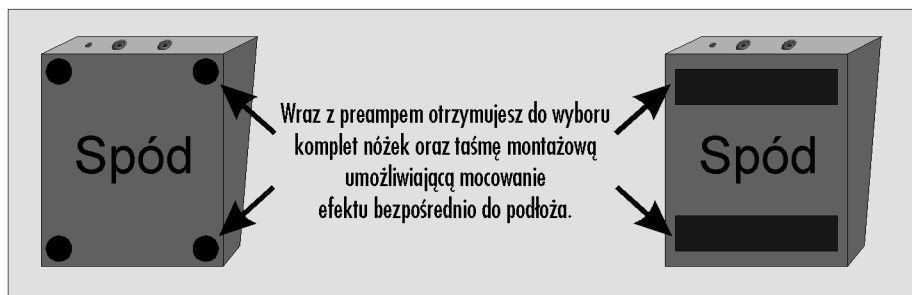 Spód
Wraz z preampem otrzymujesz do wyboru
komplet nóżek oraz taśmę montażową
umożliwiającą mocowanie
efektu bezpośrednio do podłoża.
Spód